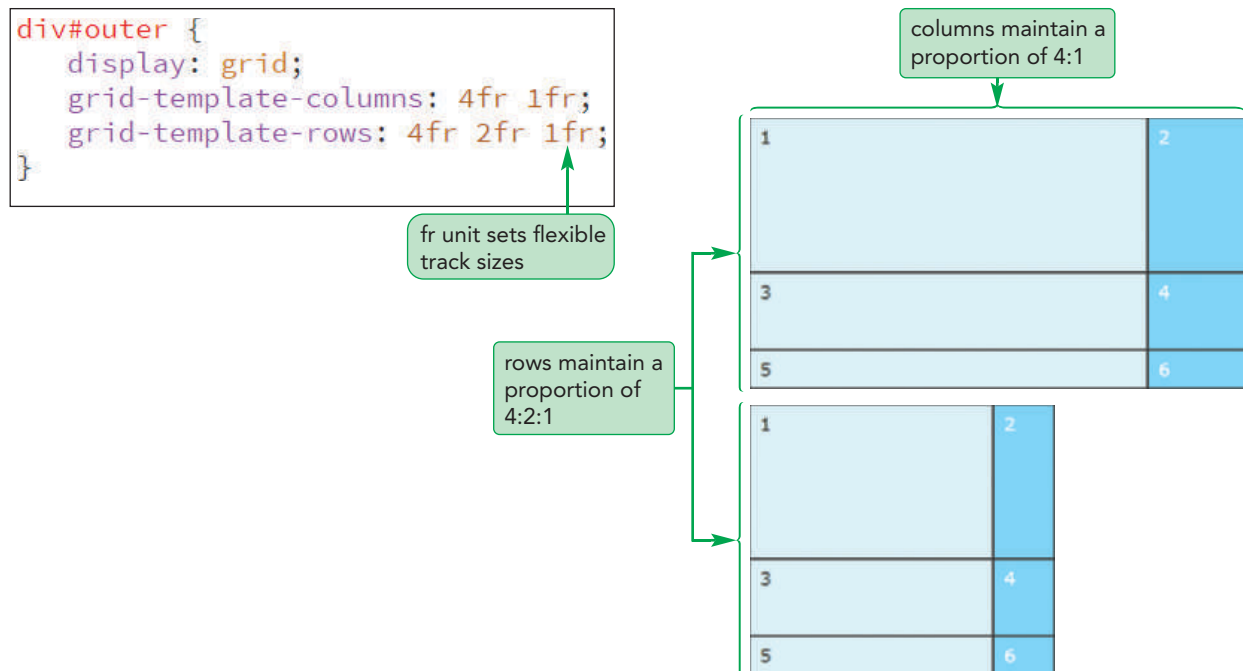 div#outer {
display: grid;
grid-template-columns: 4fr 1fr;
grid-template-rows: 4fr 2fr 1fr;
}
fr unit sets flexible
track sizes
columns maintain a
proportion of 4:1
rows maintain a
proportion of
4:2:1
1 2
3 4
5 6
1 2
3 4
5 6